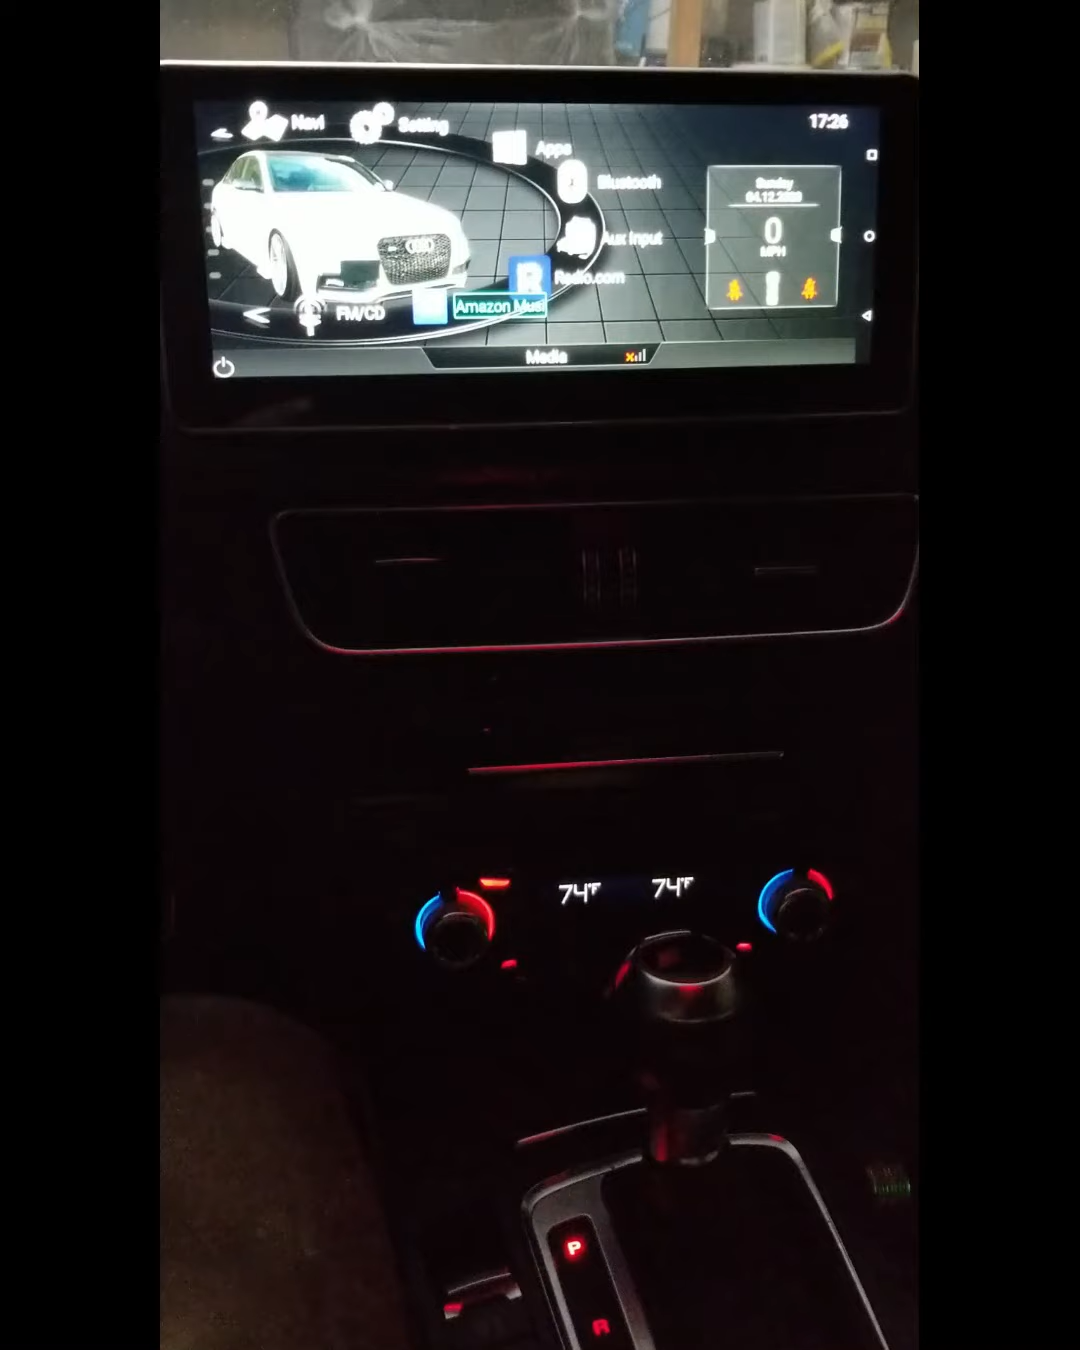 Navi
Setting
17:26
Apps
Bluetooth
Sunday
Aux Input
0
MPH
Radio.com
R
Amazon Musi
FM/CD
Media
74°F 74°F
P
R